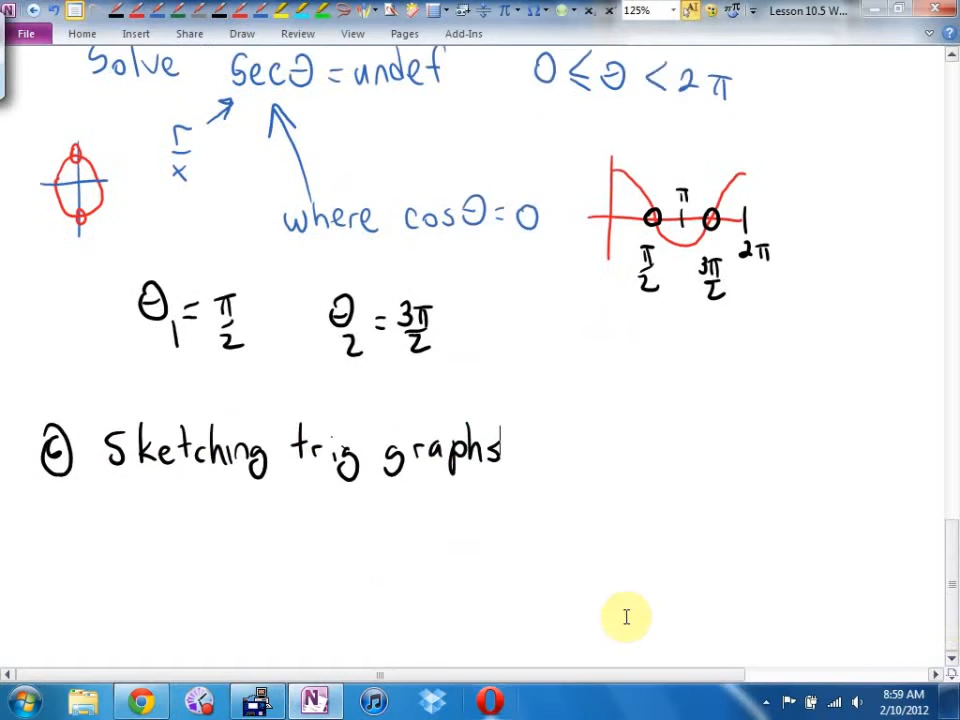 125%
Lesson 10.5 W...
File Home Insert Share Draw Review View Pages Add-Ins
Solve secθ = undef 0 ≤ θ < 2π
r
x
where cosθ = 0
π
π/2
3π/2
2π
θ1 = π/2 θ2 = 3π/2
© Sketching trig graphs
8:59 AM
2/10/2012